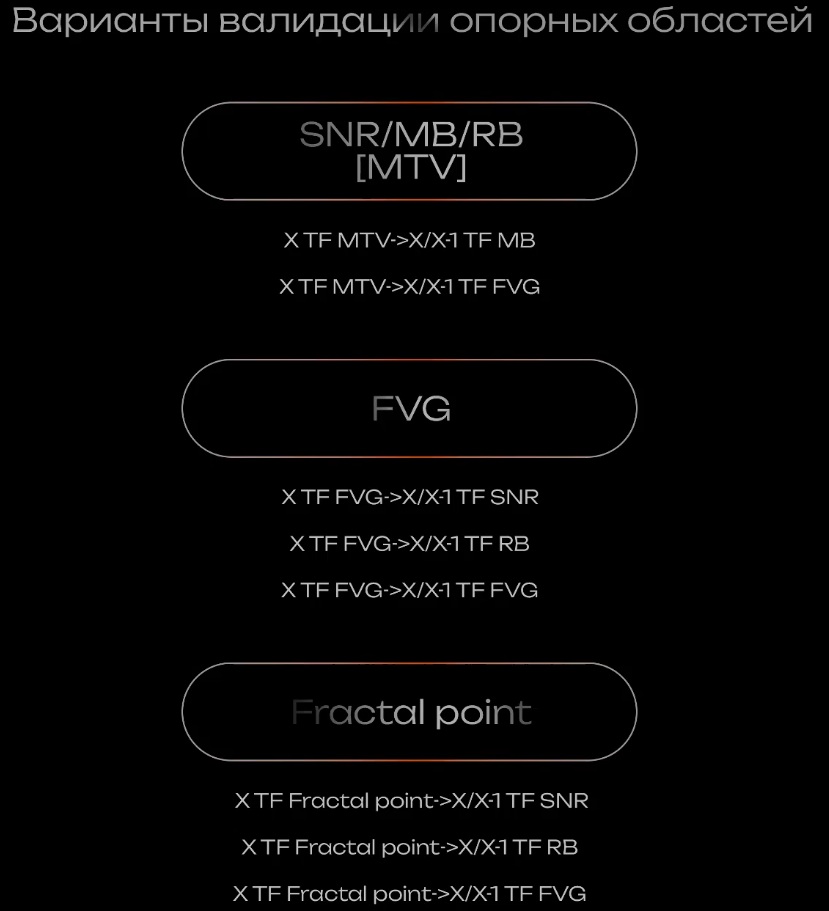 Варианты валидации опорных областей
SNR/MB/RB
[MTV]
X TF MTV->X/X-1 TF MB
X TF MTV->X/X-1 TF FVG
FVG
X TF FVG->X/X-1 TF SNR
X TF FVG->X/X-1 TF RB
X TF FVG->X/X-1 TF FVG
Fractal point
X TF Fractal point->X/X-1 TF SNR
X TF Fractal point->X/X-1 TF RB
X TF Fractal point->X/X-1 TF FVG